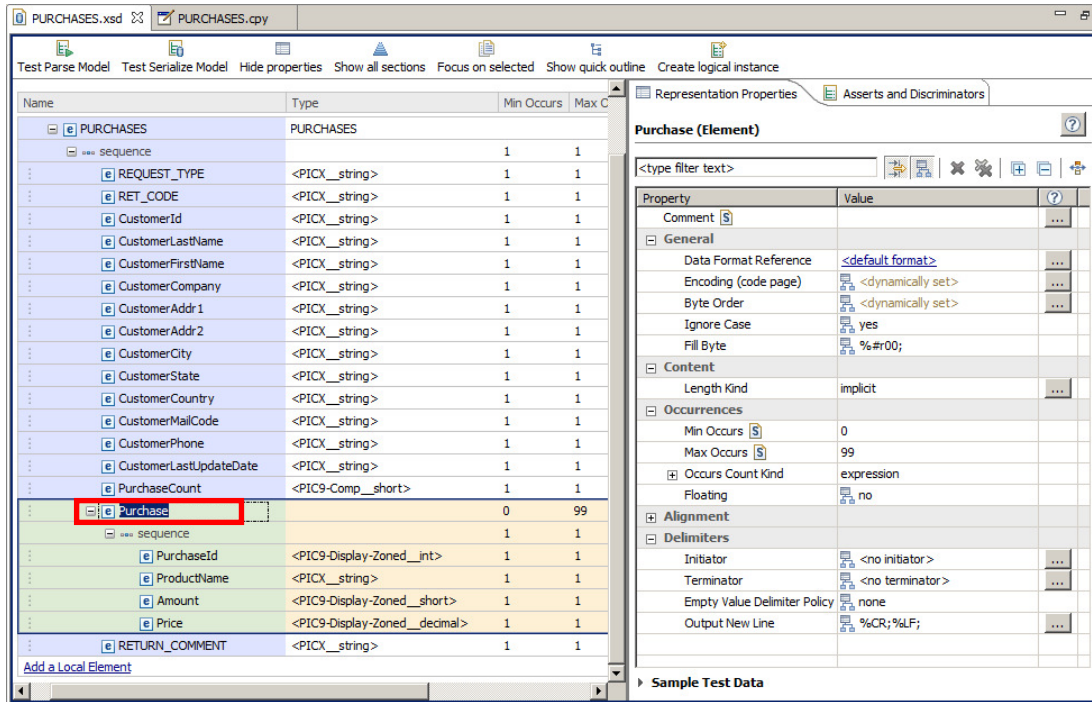 PURCHASES.xsd PURCHASES.cpy
Test Parse Model Test Serialize Model Hide properties Show all sections Focus on selected Show quick outline Create logical instance
Name Type Min Occurs Max O
PURCHASES PURCHASES
sequence 1 1
REQUEST_TYPE <PICX__string> 1 1
RET_CODE <PICX__string> 1 1
CustomerId <PICX__string> 1 1
CustomerLastName <PICX__string> 1 1
CustomerFirstName <PICX__string> 1 1
CustomerCompany <PICX__string> 1 1
CustomerAddr1 <PICX__string> 1 1
CustomerAddr2 <PICX__string> 1 1
CustomerCity <PICX__string> 1 1
CustomerState <PICX__string> 1 1
CustomerCountry <PICX__string> 1 1
CustomerMailCode <PICX__string> 1 1
CustomerPhone <PICX__string> 1 1
CustomerLastUpdateDate <PICX__string> 1 1
PurchaseCount <PIC9-Comp__short> 1 1
Purchase 0 99
sequence 1 1
PurchaseId <PIC9-Display-Zoned__int> 1 1
ProductName <PICX__string> 1 1
Amount <PIC9-Display-Zoned__short> 1 1
Price <PIC9-Display-Zoned__decimal> 1 1
RETURN_COMMENT <PICX__string> 1 1
Add a Local Element
Representation Properties Asserts and Discriminators
Purchase (Element)
<type filter text>
Property Value
Comment
General
Data Format Reference <default format>
Encoding (code page) <dynamically set>
Byte Order <dynamically set>
Ignore Case yes
Fill Byte %#r00;
Content
Length Kind implicit
Occurrences
Min Occurs 0
Max Occurs 99
Occurs Count Kind expression
Floating no
Alignment
Delimiters
Initiator <no initiator>
Terminator <no terminator>
Empty Value Delimiter Policy none
Output New Line %CR;%LF;
Sample Test Data